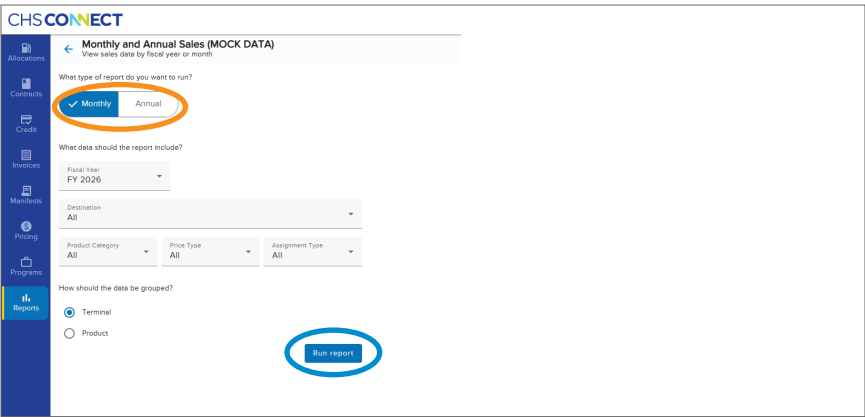 CHS CONNECT
Monthly and Annual Sales (MOCK DATA)
View sales data by fiscal year or month
Allocations
Contracts
Credit
Invoices
Manifests
Pricing
Programs
Reports
What type of report do you want to run?
Monthly Annual
What data should the report include?
Fiscal Year
FY 2026
Destination
All
Product Category Price Type Assignment Type
All All All
How should the data be grouped?
Terminal
Product
Run report